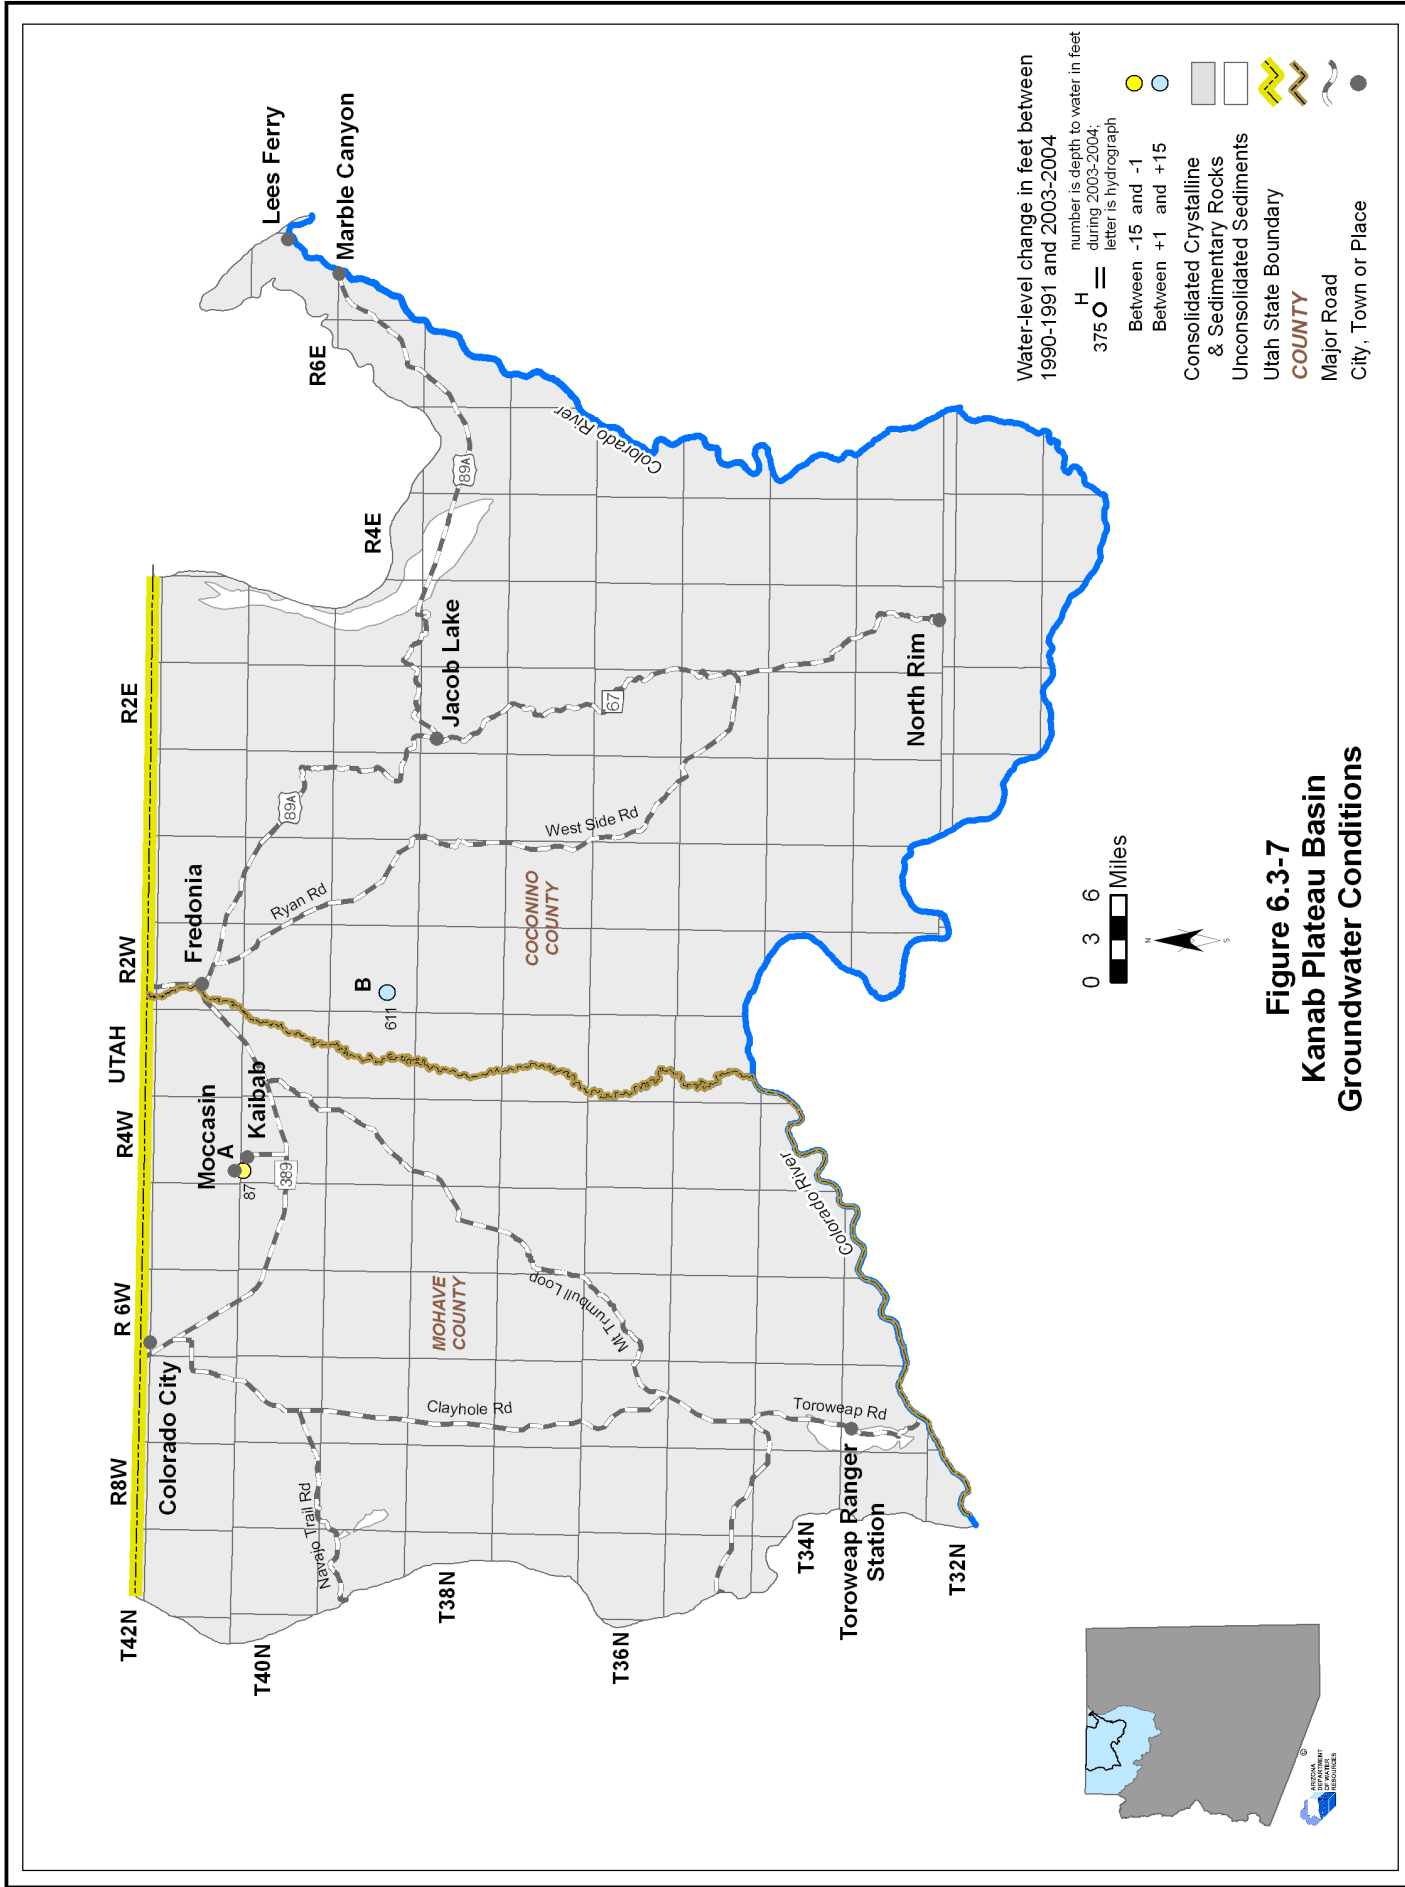 UTAH
R8W
R 6W
R4W
R2W
R2E
R4E
R6E
T42N
T40N
T38N
T36N
T34N
T32N
Colorado City
Moccasin
A
87
Kaibab
389
Fredonia
89A
Ryan Rd
B
611
Jacob Lake
89A
Lees Ferry
Marble Canyon
Colorado River
67
West Side Rd
North Rim
COCONINO
COUNTY
MOHAVE
COUNTY
Navajo Trail Rd
Clayhole Rd
Mt Trumbull Loop
Toroweap Rd
Toroweap Ranger
Station
Colorado River
Water-level change in feet between
1990-1991 and 2003-2004
375
H
=
number is depth to water in feet
during 2003-2004;
letter is hydrograph
Between -15 and -1
Between +1 and +15
Consolidated Crystalline
& Sedimentary Rocks
Unconsolidated Sediments
Utah State Boundary
COUNTY
Major Road
City, Town or Place
0 3 6
Miles
N
S
Figure 6.3-7
Kanab Plateau Basin
Groundwater Conditions
©
ARIZONA
DEPARTMENT
OF WATER
RESOURCES